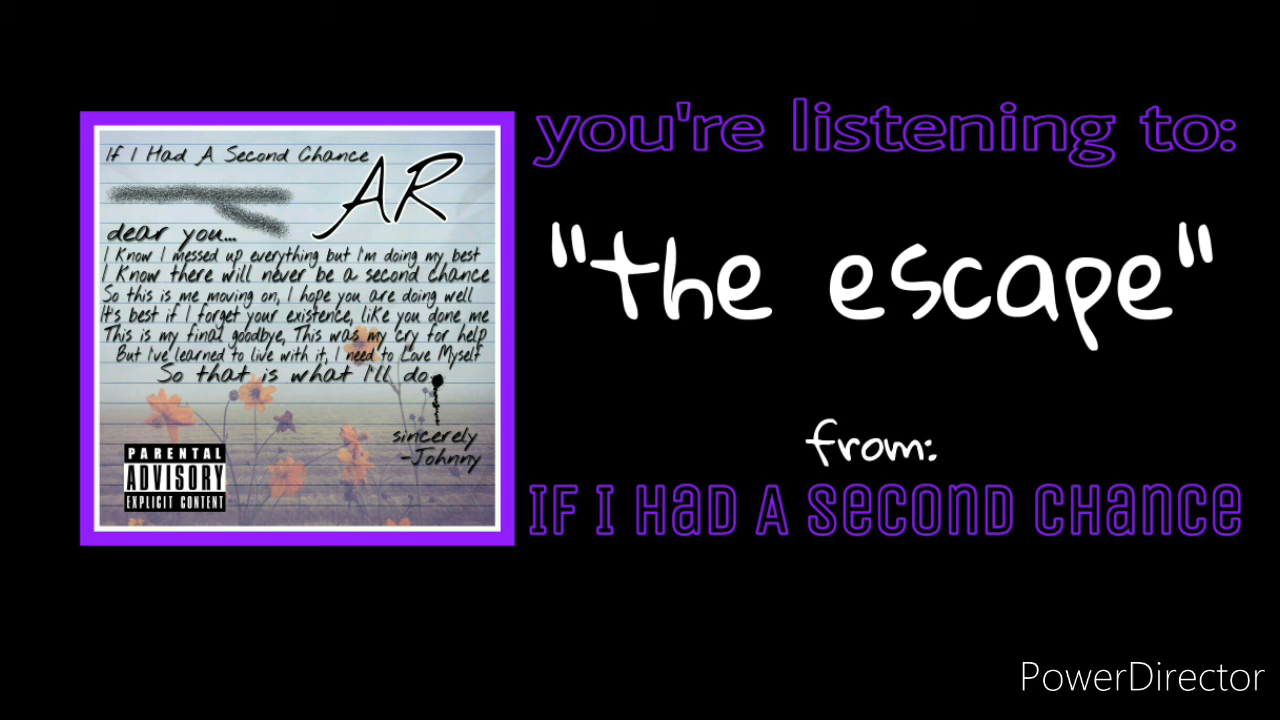 If I Had A Second Chance
AR
dear you...
I Know I messed up everything but I'm doing my best
I Know there will never be a second chance
So this is me moving on, I hope you are doing well
It's best if I forget your existence, like you done me
This is my final goodbye, This was my cry for help
But I've learned to live with it, I need to Love Myself
So that is what I'll do.
sincerely
-Johnny
PARENTAL
ADVISORY
EXPLICIT CONTENT
you're listening to:
"the escape"
from:
IF I Had A Second Chance
PowerDirector